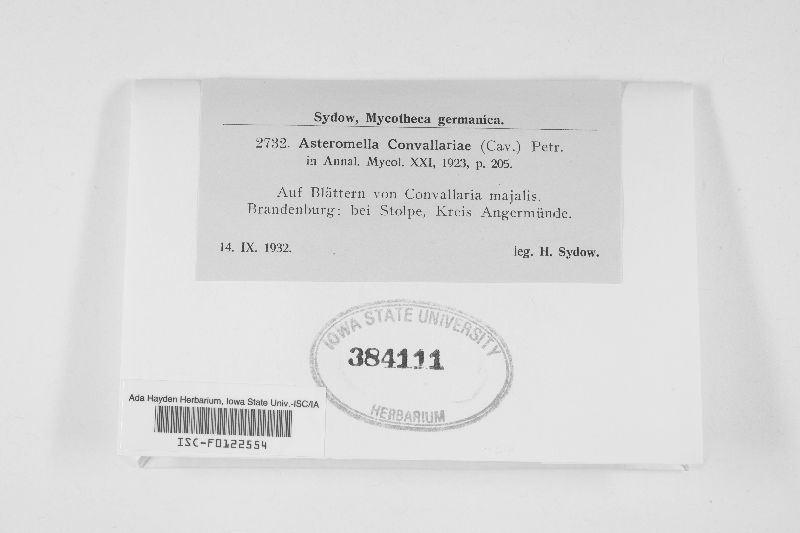 Sydow, Mycotheca germanica.
2732. Asteromella Convallariae (Cav.) Petr.
in Annal. Mycol. XXI, 1923, p. 205.
Auf Blättern von Convallaria majalis.
Brandenburg: bei Stolpe, Kreis Angermünde.
14. IX. 1932. leg. H. Sydow.
IOWA STATE UNIVERSITY
384111
HERBARIUM
Ada Hayden Herbarium, Iowa State Univ.-ISC/IA
ISC-F0122554